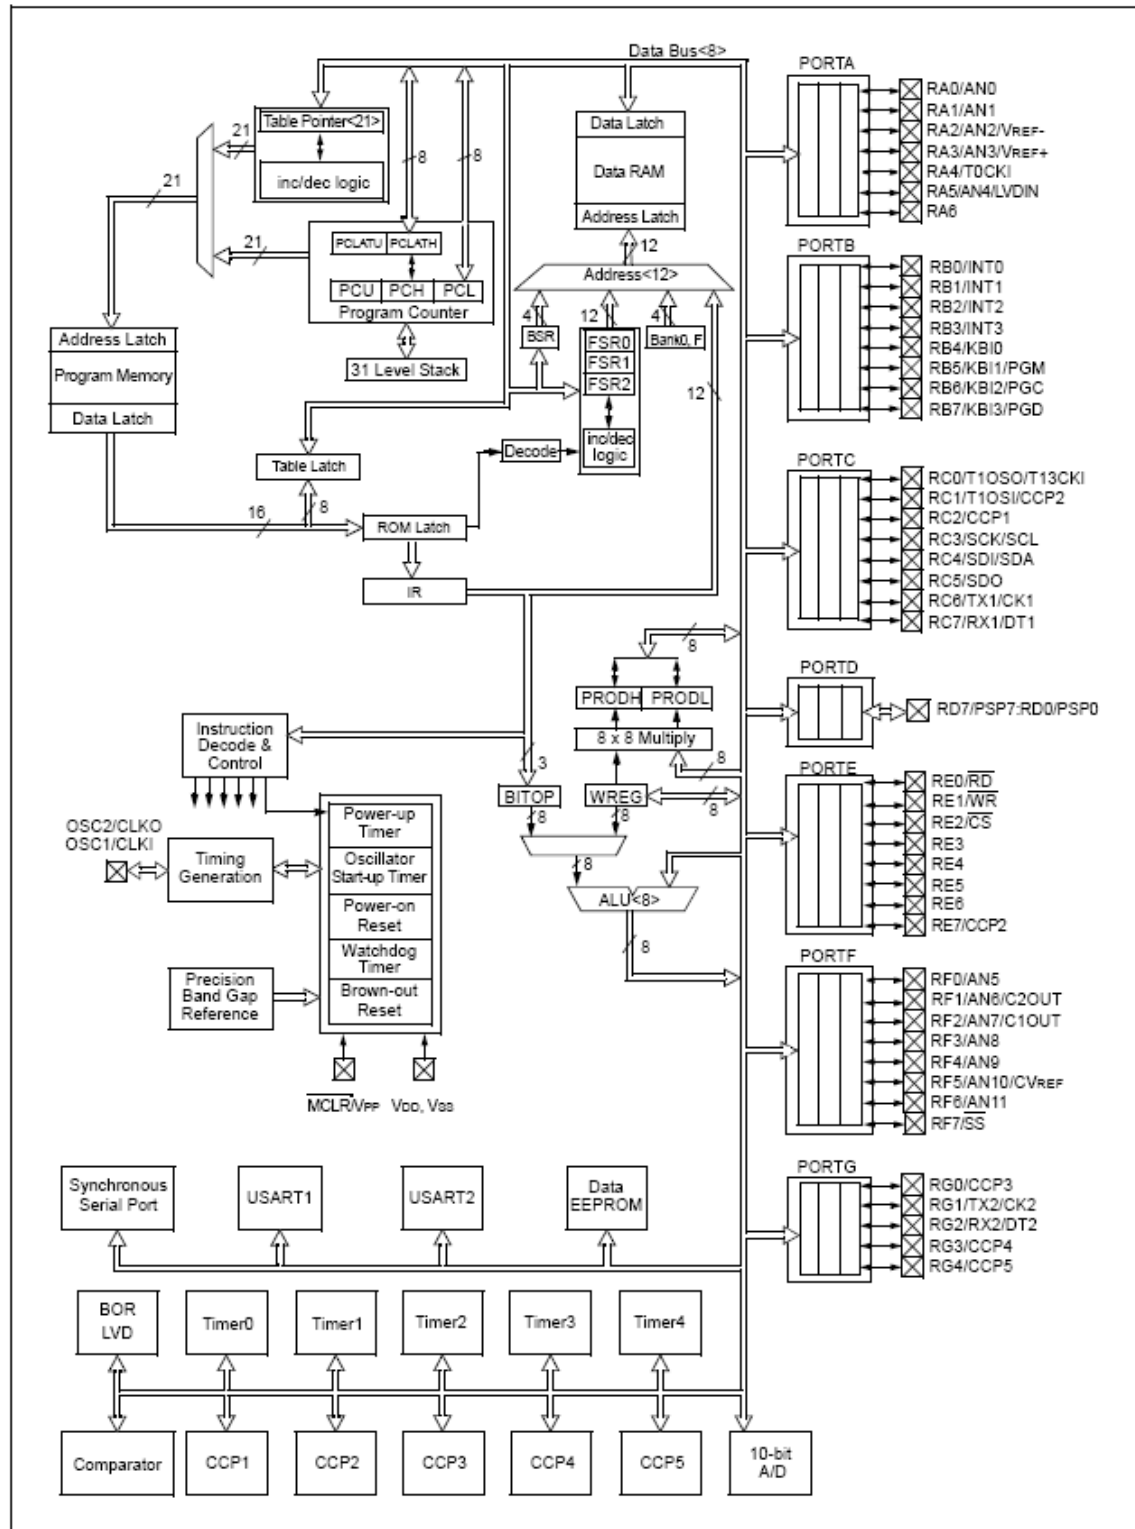 Data Bus<8>
Table Pointer<21>
21
inc/dec logic
8
8
21
21
PCLATU
PCLATH
PCU
PCH
PCL
Program Counter
31 Level Stack
Address Latch
Program Memory
Data Latch
Table Latch
16
8
ROM Latch
IR
Data Latch
Data RAM
Address Latch
12
Address<12>
4
12
4
BSR
FSR0
FSR1
FSR2
Bank0, F
12
inc/dec
logic
Decode
8
PRODH
PRODL
8 x 8 Multiply
8
3
BITOP
WREG
8
8
8
8
ALU<8>
8
Instruction
Decode &
Control
OSC2/CLKO
OSC1/CLKI
Timing
Generation
Power-up
Timer
Oscillator
Start-up Timer
Power-on
Reset
Watchdog
Timer
Brown-out
Reset
Precision
Band Gap
Reference
MCLR/VPP
VDD, VSS
PORTA
RA0/AN0
RA1/AN1
RA2/AN2/VREF-
RA3/AN3/VREF+
RA4/T0CKI
RA5/AN4/LVDIN
RA6
PORTB
RB0/INT0
RB1/INT1
RB2/INT2
RB3/INT3
RB4/KBI0
RB5/KBI1/PGM
RB6/KBI2/PGC
RB7/KBI3/PGD
PORTC
RC0/T1OSO/T13CKI
RC1/T1OSI/CCP2
RC2/CCP1
RC3/SCK/SCL
RC4/SDI/SDA
RC5/SDO
RC6/TX1/CK1
RC7/RX1/DT1
PORTD
RD7/PSP7:RD0/PSP0
PORTE
RE0/RD
RE1/WR
RE2/CS
RE3
RE4
RE5
RE6
RE7/CCP2
PORTF
RF0/AN5
RF1/AN6/C2OUT
RF2/AN7/C1OUT
RF3/AN8
RF4/AN9
RF5/AN10/CVREF
RF6/AN11
RF7/SS
PORTG
RG0/CCP3
RG1/TX2/CK2
RG2/RX2/DT2
RG3/CCP4
RG4/CCP5
Synchronous
Serial Port
USART1
USART2
Data
EEPROM
BOR
LVD
Timer0
Timer1
Timer2
Timer3
Timer4
Comparator
CCP1
CCP2
CCP3
CCP4
CCP5
10-bit
A/D